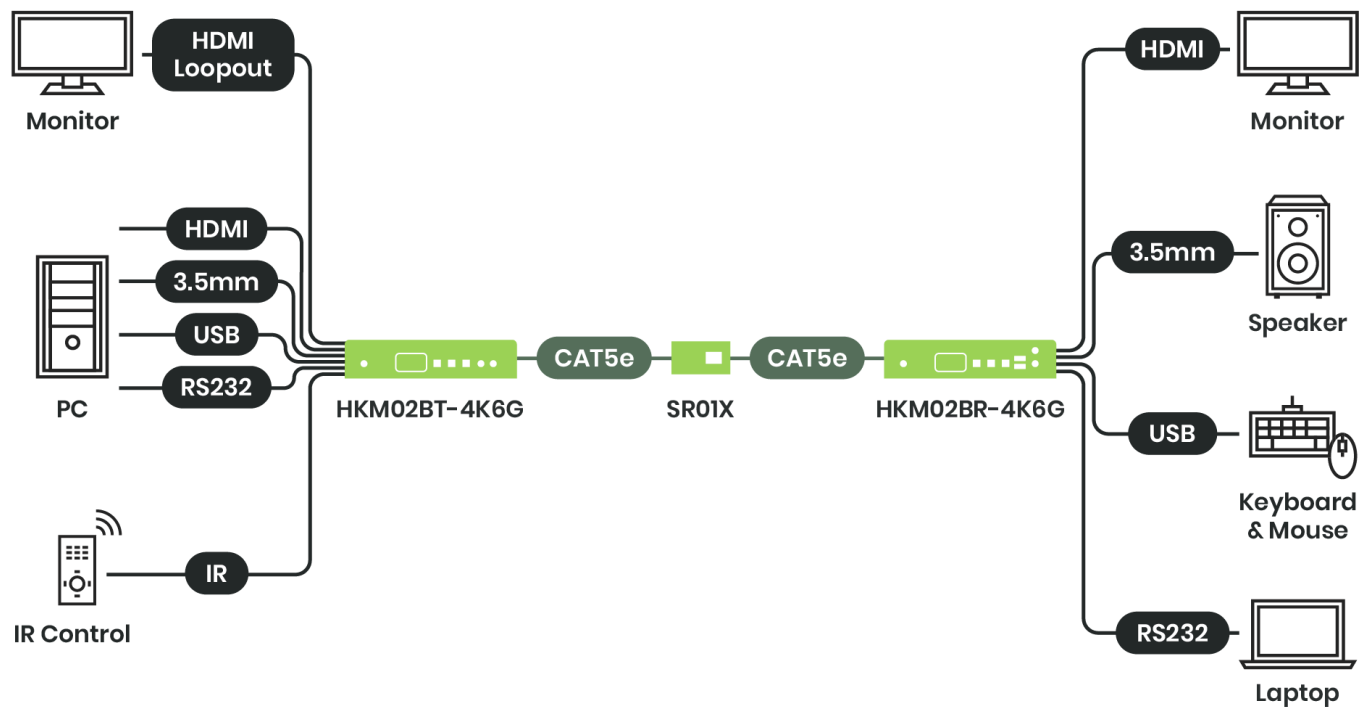 HDMI
Loopout
Monitor
HDMI
3.5mm
USB
RS232
PC
IR
IR Control
HKM02BT-4K6G
CAT5e
SR01X
CAT5e
HKM02BR-4K6G
HDMI
Monitor
3.5mm
Speaker
USB
Keyboard
& Mouse
RS232
Laptop